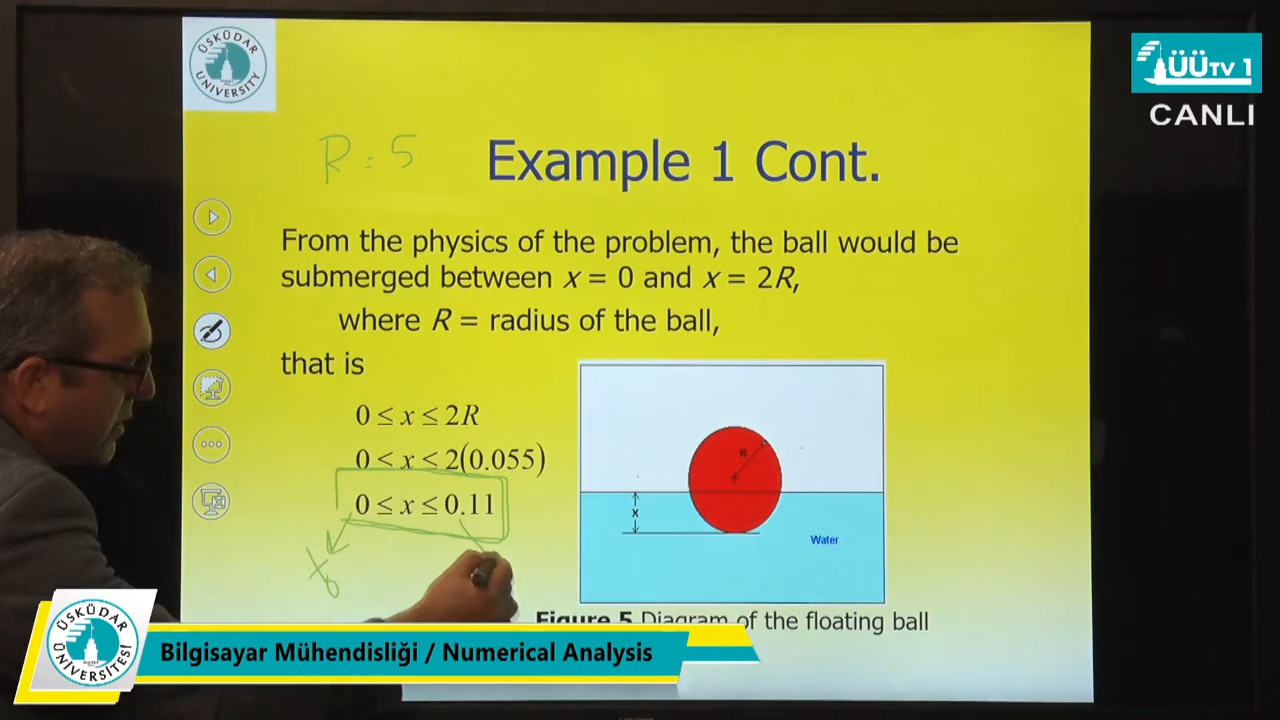 ÜSKÜDAR
UNIVERSITY
ÜÜTV 1
CANLI
R = 5
Example 1 Cont.
From the physics of the problem, the ball would be
submerged between x = 0 and x = 2R,
where R = radius of the ball,
that is
0 ≤ x ≤ 2R
0 < x < 2(0.055)
0 ≤ x ≤ 0.11
R
x
Water
Figure 5 Diagram of the floating ball
ÜSKÜDAR
ÜNİVERSİTESİ
Bilgisayar Mühendisliği / Numerical Analysis